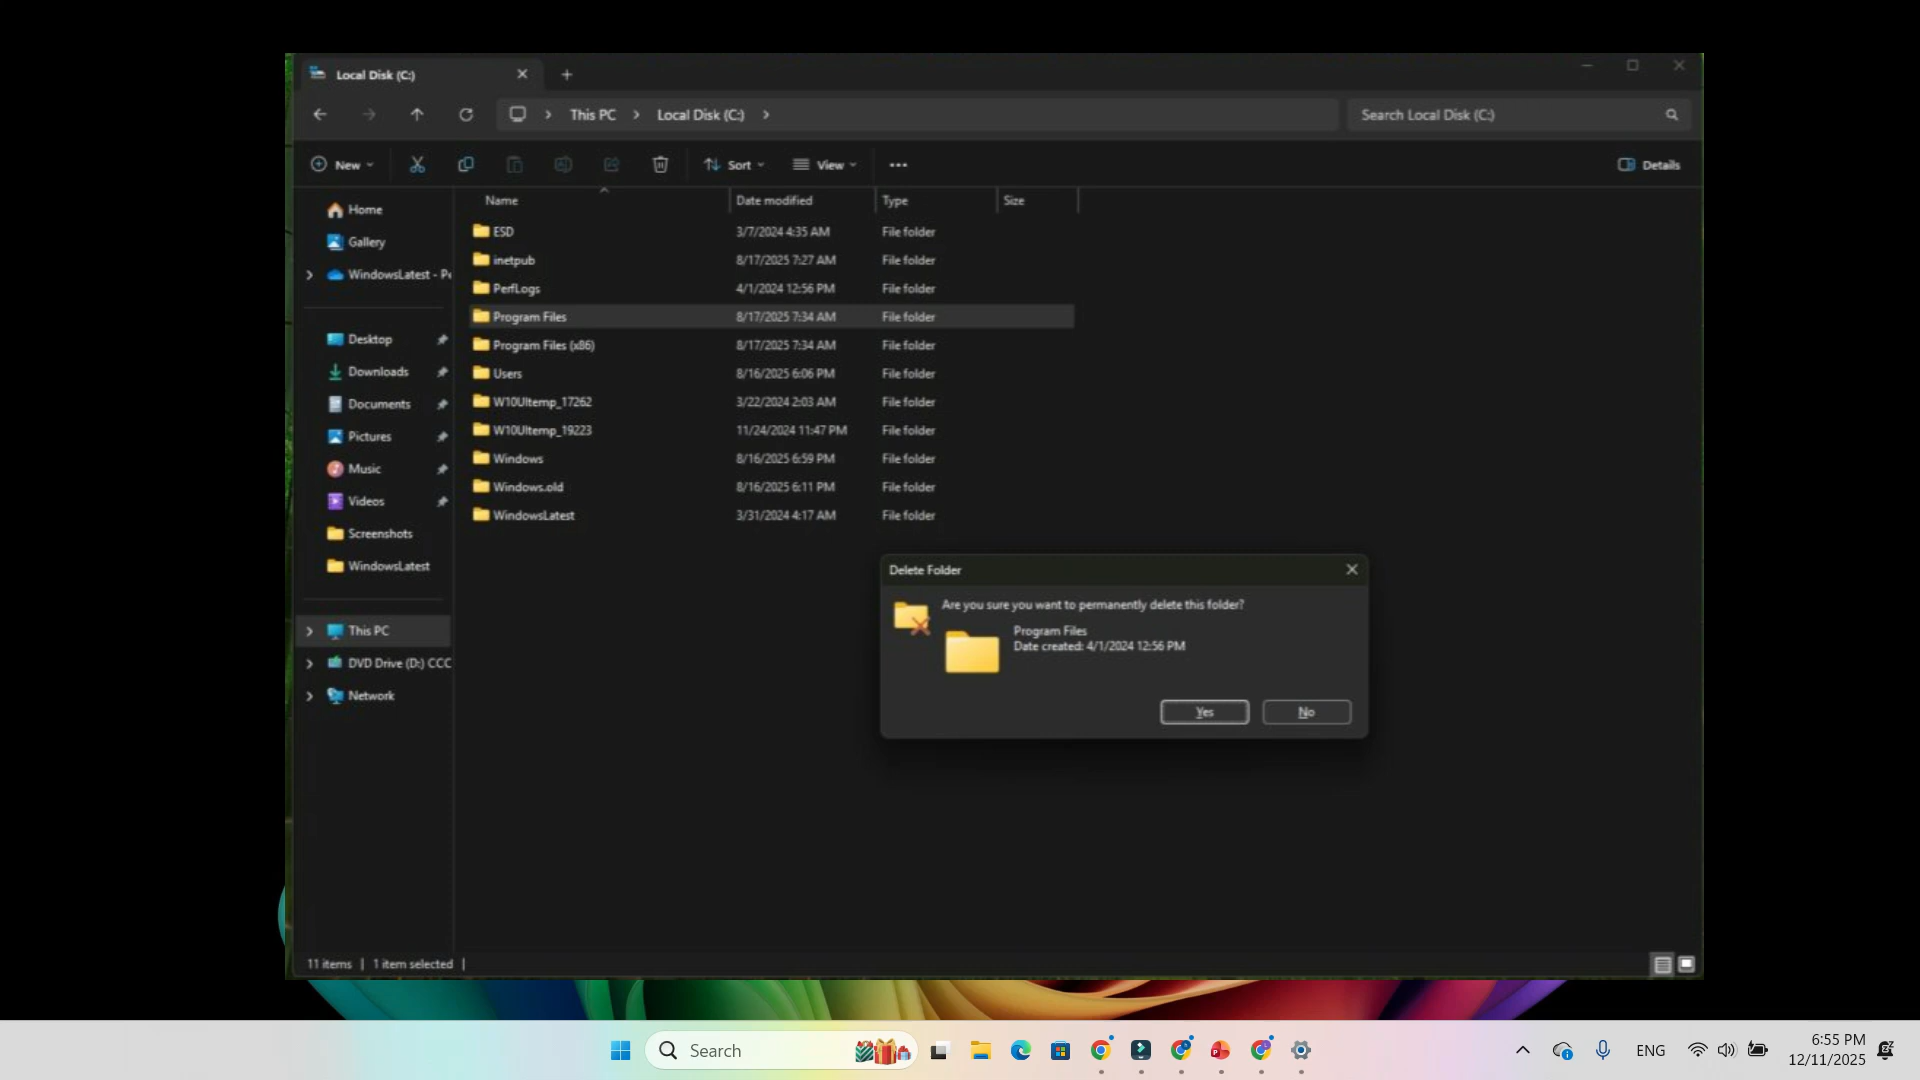 Local Disk (C:)
This PC > Local Disk (C:) >
Search Local Disk (C:)
New
Sort
View
Details
Name Date modified Type Size
ESD 3/7/2024 4:35 AM File folder
inetpub 8/17/2025 7:27 AM File folder
PerfLogs 4/1/2024 12:56 PM File folder
Program Files 8/17/2025 7:34 AM File folder
Program Files (x86) 8/17/2025 7:34 AM File folder
Users 8/16/2025 6:06 PM File folder
W10UItemp_17262 3/22/2024 2:03 AM File folder
W10UItemp_19223 11/24/2024 11:47 PM File folder
Windows 8/16/2025 6:59 PM File folder
Windows.old 8/16/2025 6:11 PM File folder
WindowsLatest 3/31/2024 4:17 AM File folder
Home
Gallery
WindowsLatest - Pe
Desktop
Downloads
Documents
Pictures
Music
Videos
Screenshots
WindowsLatest
This PC
DVD Drive (D:) CCC
Network
Delete Folder
Are you sure you want to permanently delete this folder?
Program Files
Date created: 4/1/2024 12:56 PM
Yes
No
11 items | 1 item selected |
Search
ENG
6:55 PM
12/11/2025